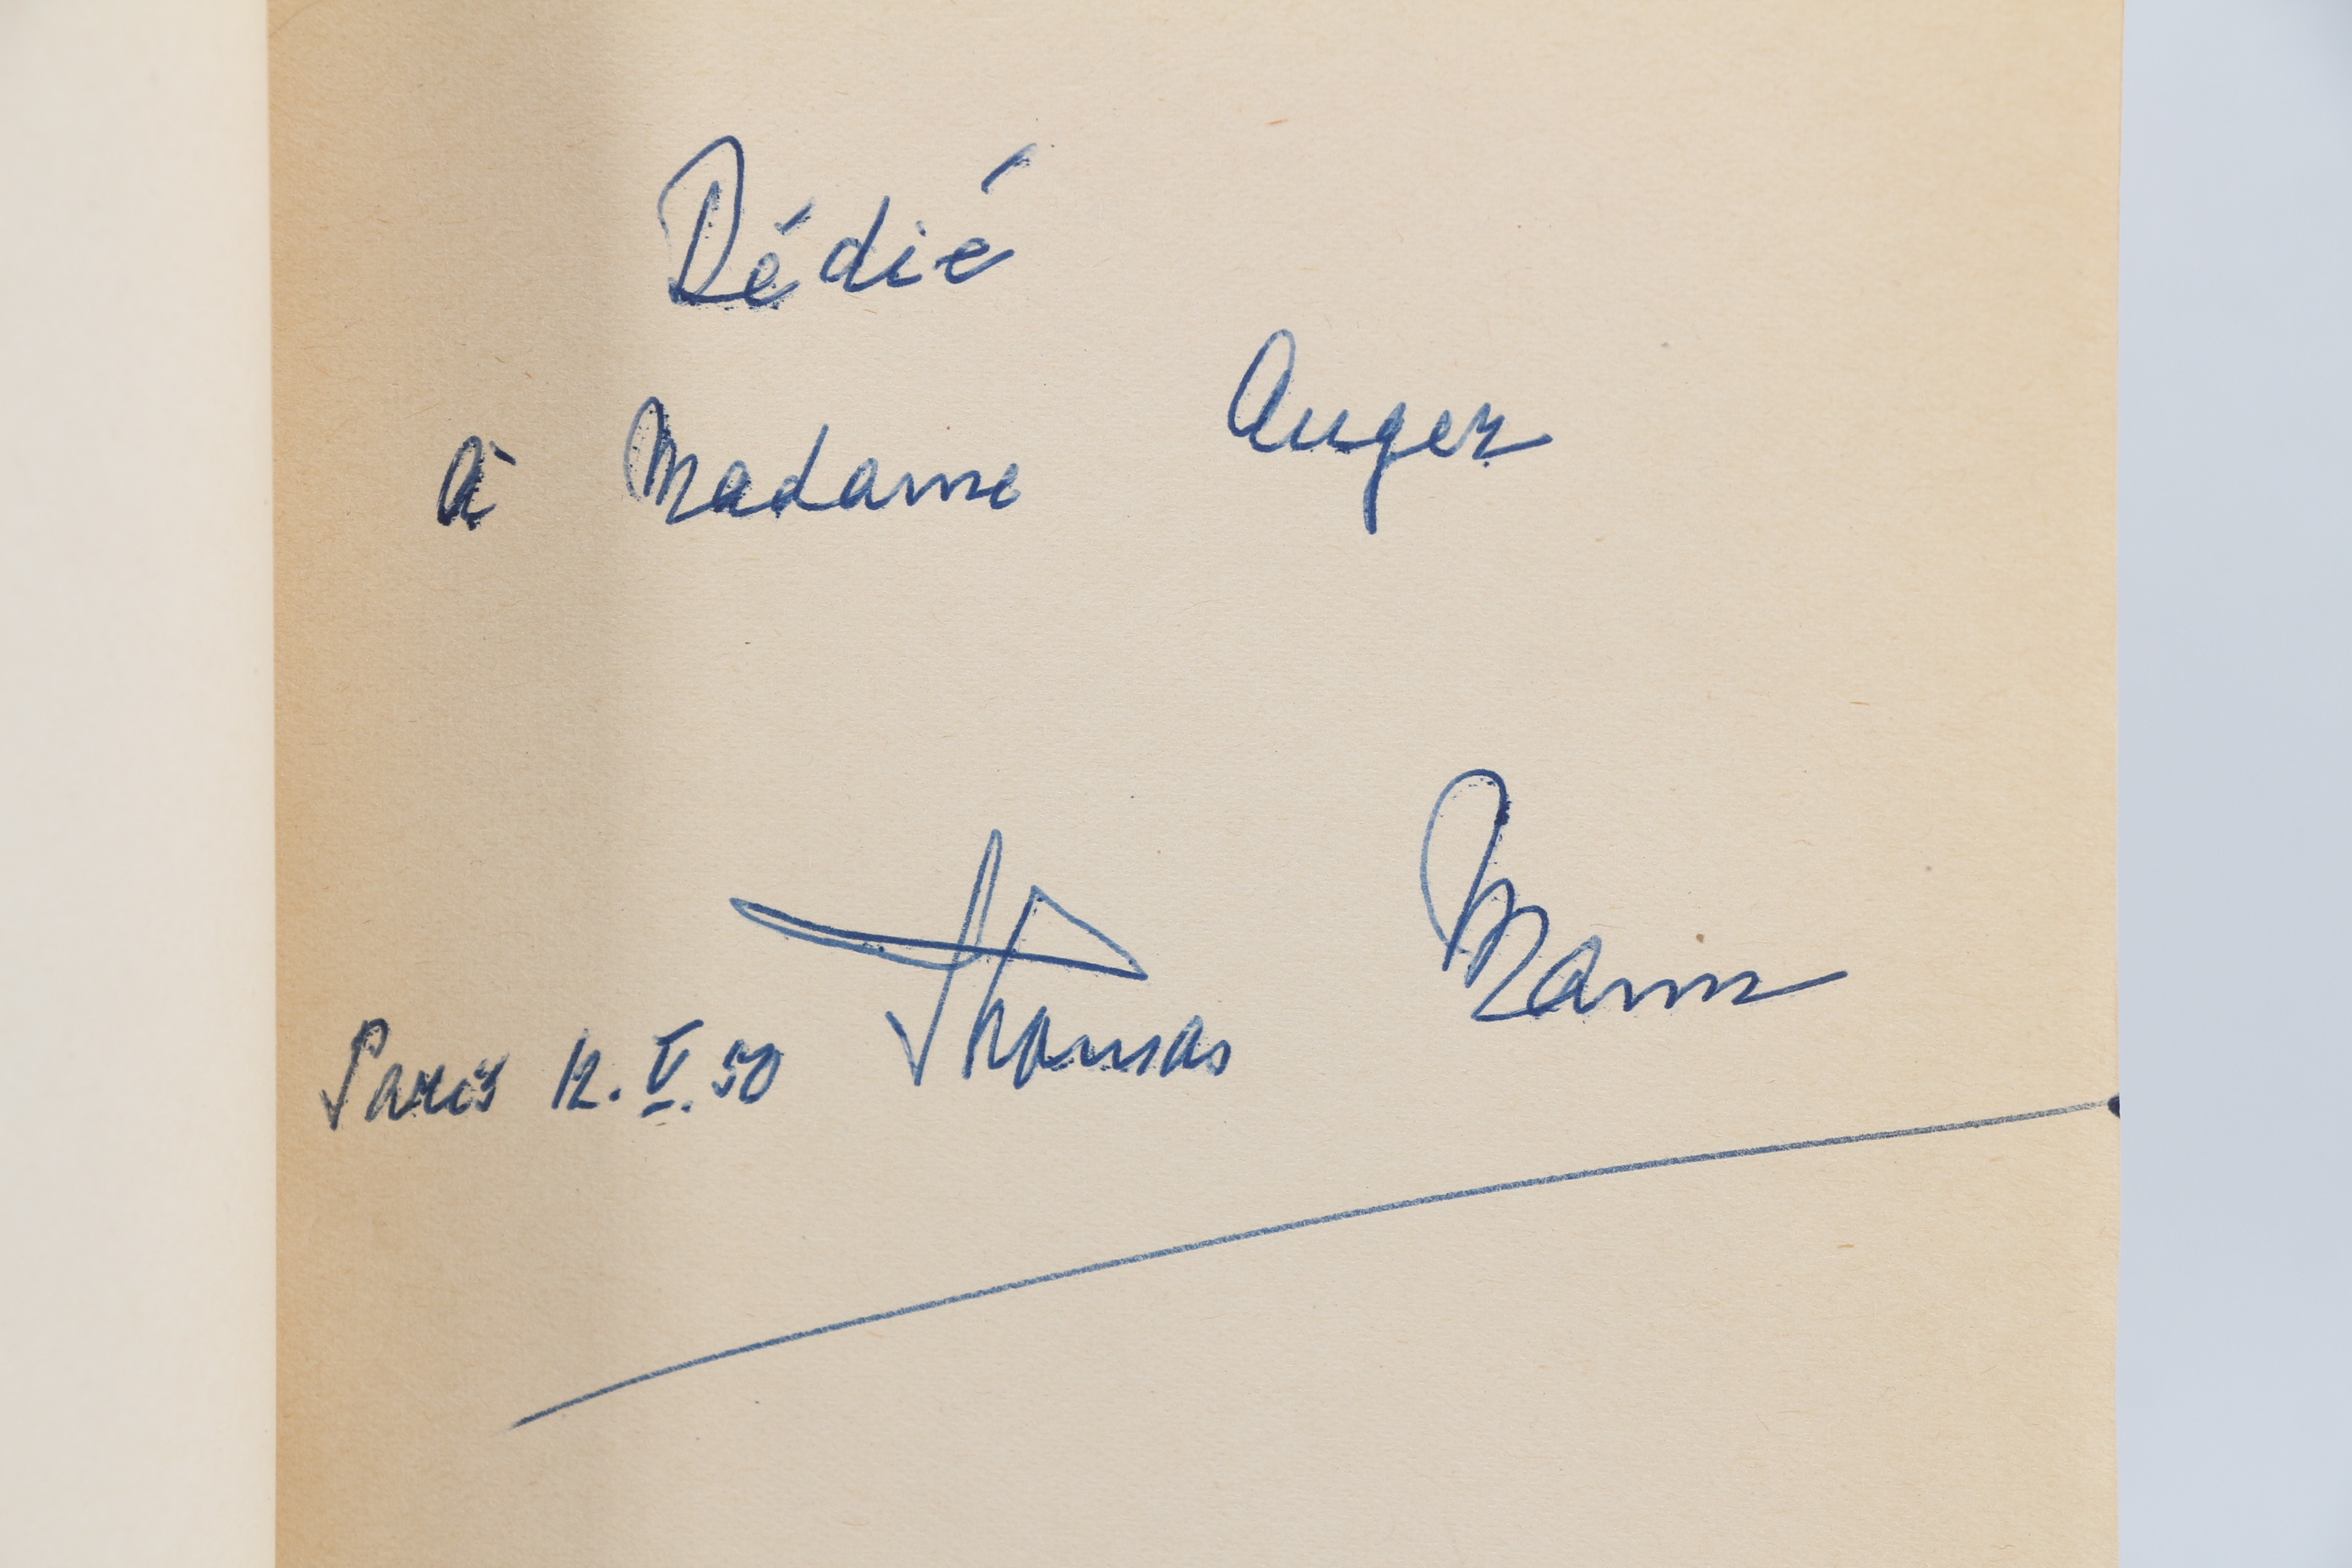 Dédié
à Madame Auger
Thomas Mann
Paris 12. V. 50